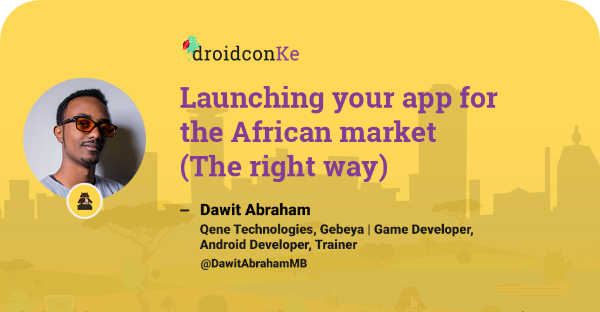 droidconKe
Launching your app for
the African market
(The right way)
– Dawit Abraham
Qene Technologies, Gebeya | Game Developer,
Android Developer, Trainer
@DawitAbrahamMB